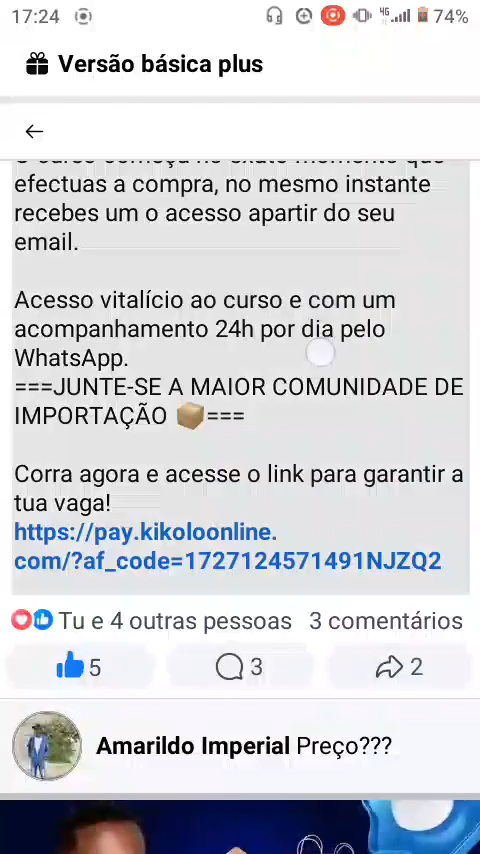 17:24
4G
74%
Versão básica plus
efectuas a compra, no mesmo instante
recebes um o acesso apartir do seu
email.
Acesso vitalício ao curso e com um
acompanhamento 24h por dia pelo
WhatsApp.
===JUNTE-SE A MAIOR COMUNIDADE DE
IMPORTAÇÃO 📦===
Corra agora e acesse o link para garantir a
tua vaga!
https://pay.kikoloonline.
com/?af_code=1727124571491NJZQ2
Tu e 4 outras pessoas 3 comentários
5 3 2
Amarildo Imperial Preço???